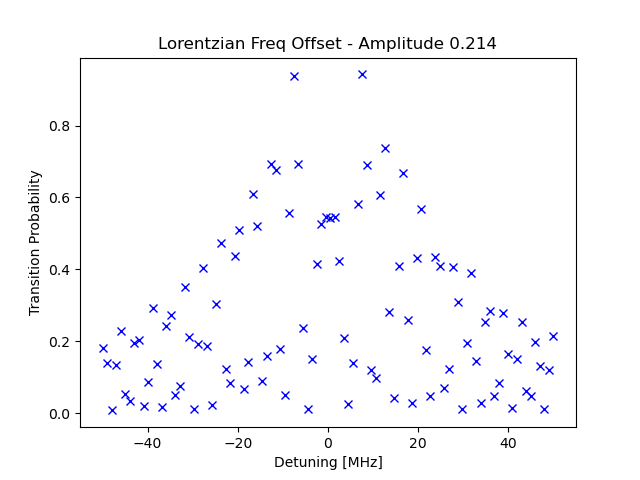 Lorentzian Freq Offset - Amplitude 0.214
Transition Probability
0.8
0.6
0.4
0.2
0.0
−40 −20 0 20 40
Detuning [MHz]